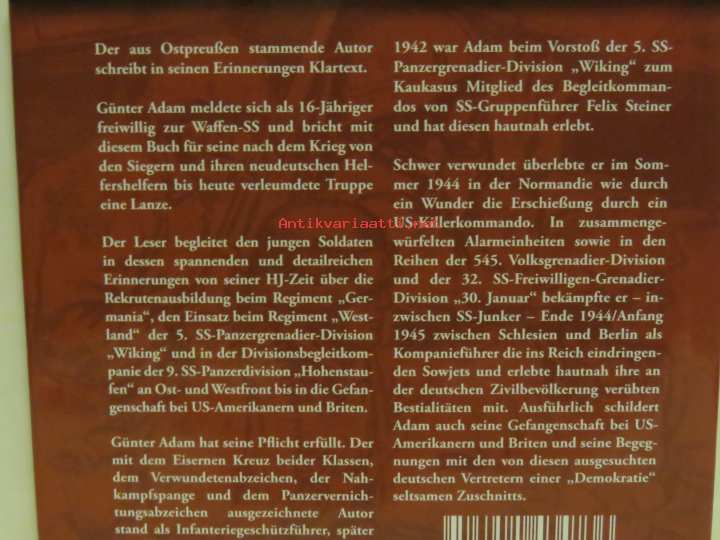 Der aus Ostpreußen stammende Autor
schreibt in seinen Erinnerungen Klartext.
Günter Adam meldete sich als 16-Jähriger
freiwillig zur Waffen-SS und bricht mit
diesem Buch für seine nach dem Krieg von
den Siegern und ihren neudeutschen Hel-
fershelfern bis heute verleumdete Truppe
eine Lanze.
Der Leser begleitet den jungen Soldaten
in dessen spannenden und detailreichen
Erinnerungen von seiner HJ-Zeit über die
Rekrutenausbildung beim Regiment „Ger-
mania“, den Einsatz beim Regiment „West-
land“ der 5. SS-Panzergrenadier-Division
„Wiking“ und in der Divisionsbegleitkom-
panie der 9. SS-Panzerdivision „Hohenstau-
fen“ an Ost- und Westfront bis in die Gefan-
genschaft bei US-Amerikanern und Briten.
Günter Adam hat seine Pflicht erfüllt. Der
mit dem Eisernen Kreuz beider Klassen,
dem Verwundetenabzeichen, der Nah-
kampfspange und dem Panzervernich-
tungsabzeichen ausgezeichnete Autor
stand als Infanteriegeschützführer, später
1942 war Adam beim Vorstoß der 5. SS-
Panzergrenadier-Division „Wiking“ zum
Kaukasus Mitglied des Begleitkomman-
dos von SS-Gruppenführer Felix Steiner
und hat diesen hautnah erlebt.
Schwer verwundet überlebte er im Som-
mer 1944 in der Normandie wie durch
ein Wunder die Erschießung durch ein
US-Killerkommando. In zusammenge-
würfelten Alarmeinheiten sowie in den
Reihen der 545. Volksgrenadier-Division
und der 32. SS-Freiwilligen-Grenadier-
Division „30. Januar“ bekämpfte er – in-
zwischen SS-Junker – Ende 1944/Anfang
1945 zwischen Schlesien und Berlin als
Kompanieführer die ins Reich eindringen-
den Sowjets und erlebte hautnah ihre an
der deutschen Zivilbevölkerung verübten
Bestialitäten mit. Ausführlich schildert
Adam auch seine Gefangenschaft bei US-
Amerikanern und Briten und seine Begeg-
nungen mit den von diesen ausgesuchten
deutschen Vertretern einer „Demokratie“
seltsamen Zuschnitts.
Antikvariaatti.net